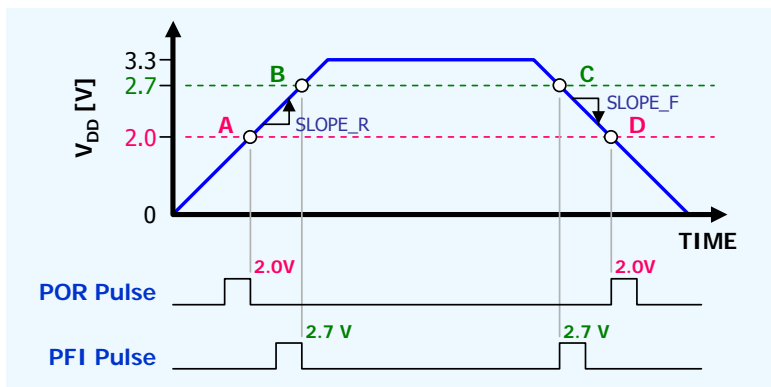 3.3
B
C
2.7
V_DD [V]
SLOPE_F
A
SLOPE_R
D
2.0
0
TIME
2.0V
2.0V
POR Pulse
2.7 V
2.7 V
PFI Pulse